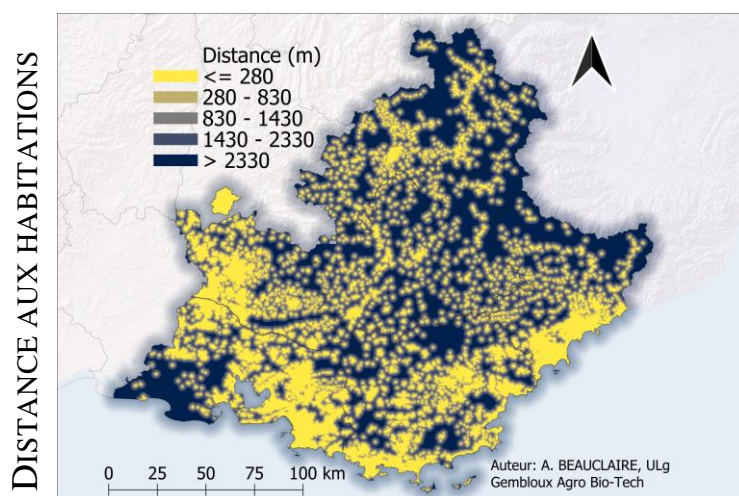 DISTANCE AUX HABITATIONS
Distance (m)
<= 280
280 - 830
830 - 1430
1430 - 2330
> 2330
0 25 50 75 100 km
Auteur: A. BEAUCLAIRE, ULg
Gembloux Agro Bio-Tech